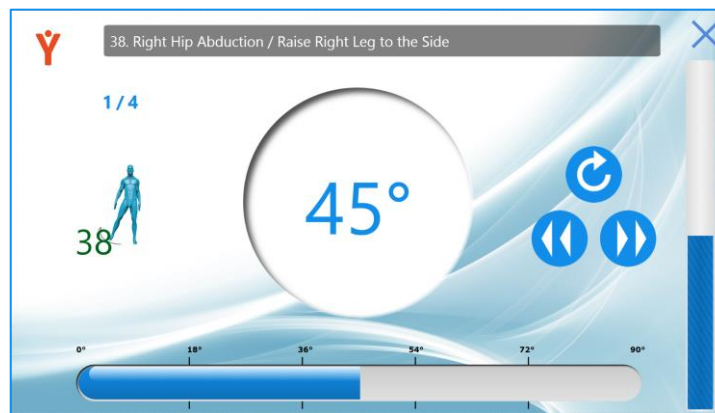 38. Right Hip Abduction / Raise Right Leg to the Side
1 / 4
45°
38
0° 18° 36° 54° 72° 90°